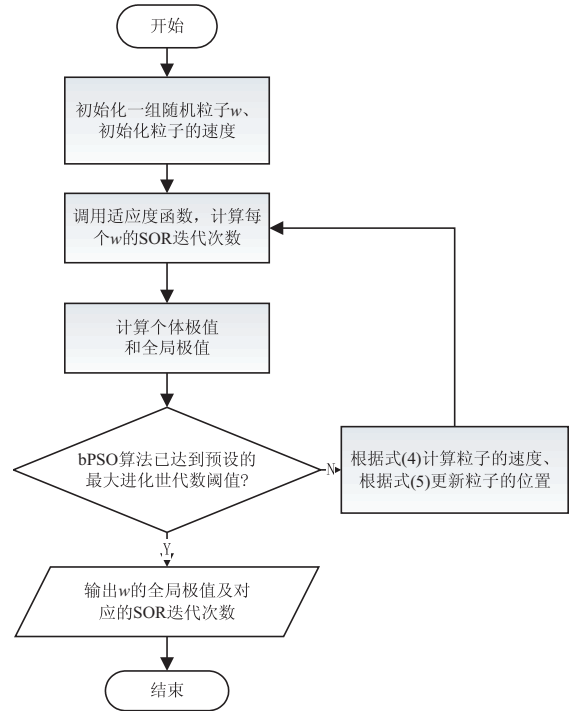 开始
初始化一组随机粒子w、
初始化粒子的速度
调用适应度函数，计算每
个w的SOR迭代次数
计算个体极值
和全局极值
bPSO算法已达到预设的
最大进化世代数阈值?
N
根据式(4)计算粒子的速度、
根据式(5)更新粒子的位置
Y
输出w的全局极值及对
应的SOR迭代次数
结束